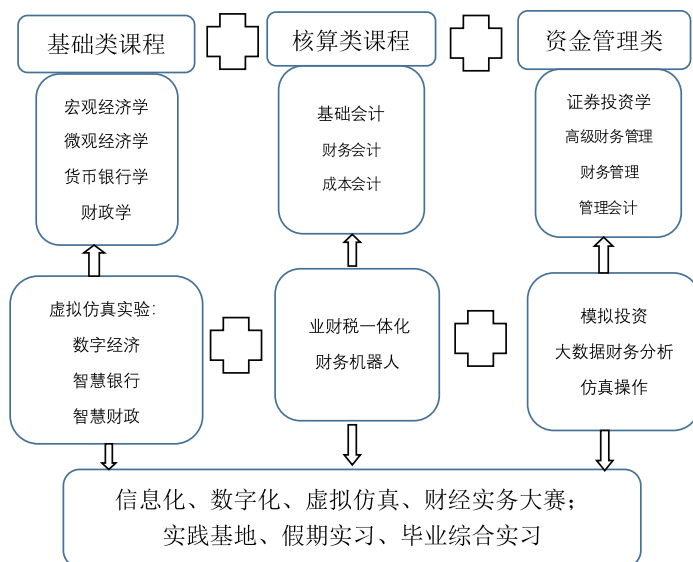 基础类课程
核算类课程
资金管理类
宏观经济学
微观经济学
货币银行学
财政学
基础会计
财务会计
成本会计
证券投资学
高级财务管理
财务管理
管理会计
虚拟仿真实验:
数字经济
智慧银行
智慧财政
业财税一体化
财务机器人
模拟投资
大数据财务分析
仿真操作
信息化、数字化、虚拟仿真、财经实务大赛；
实践基地、假期实习、毕业综合实习